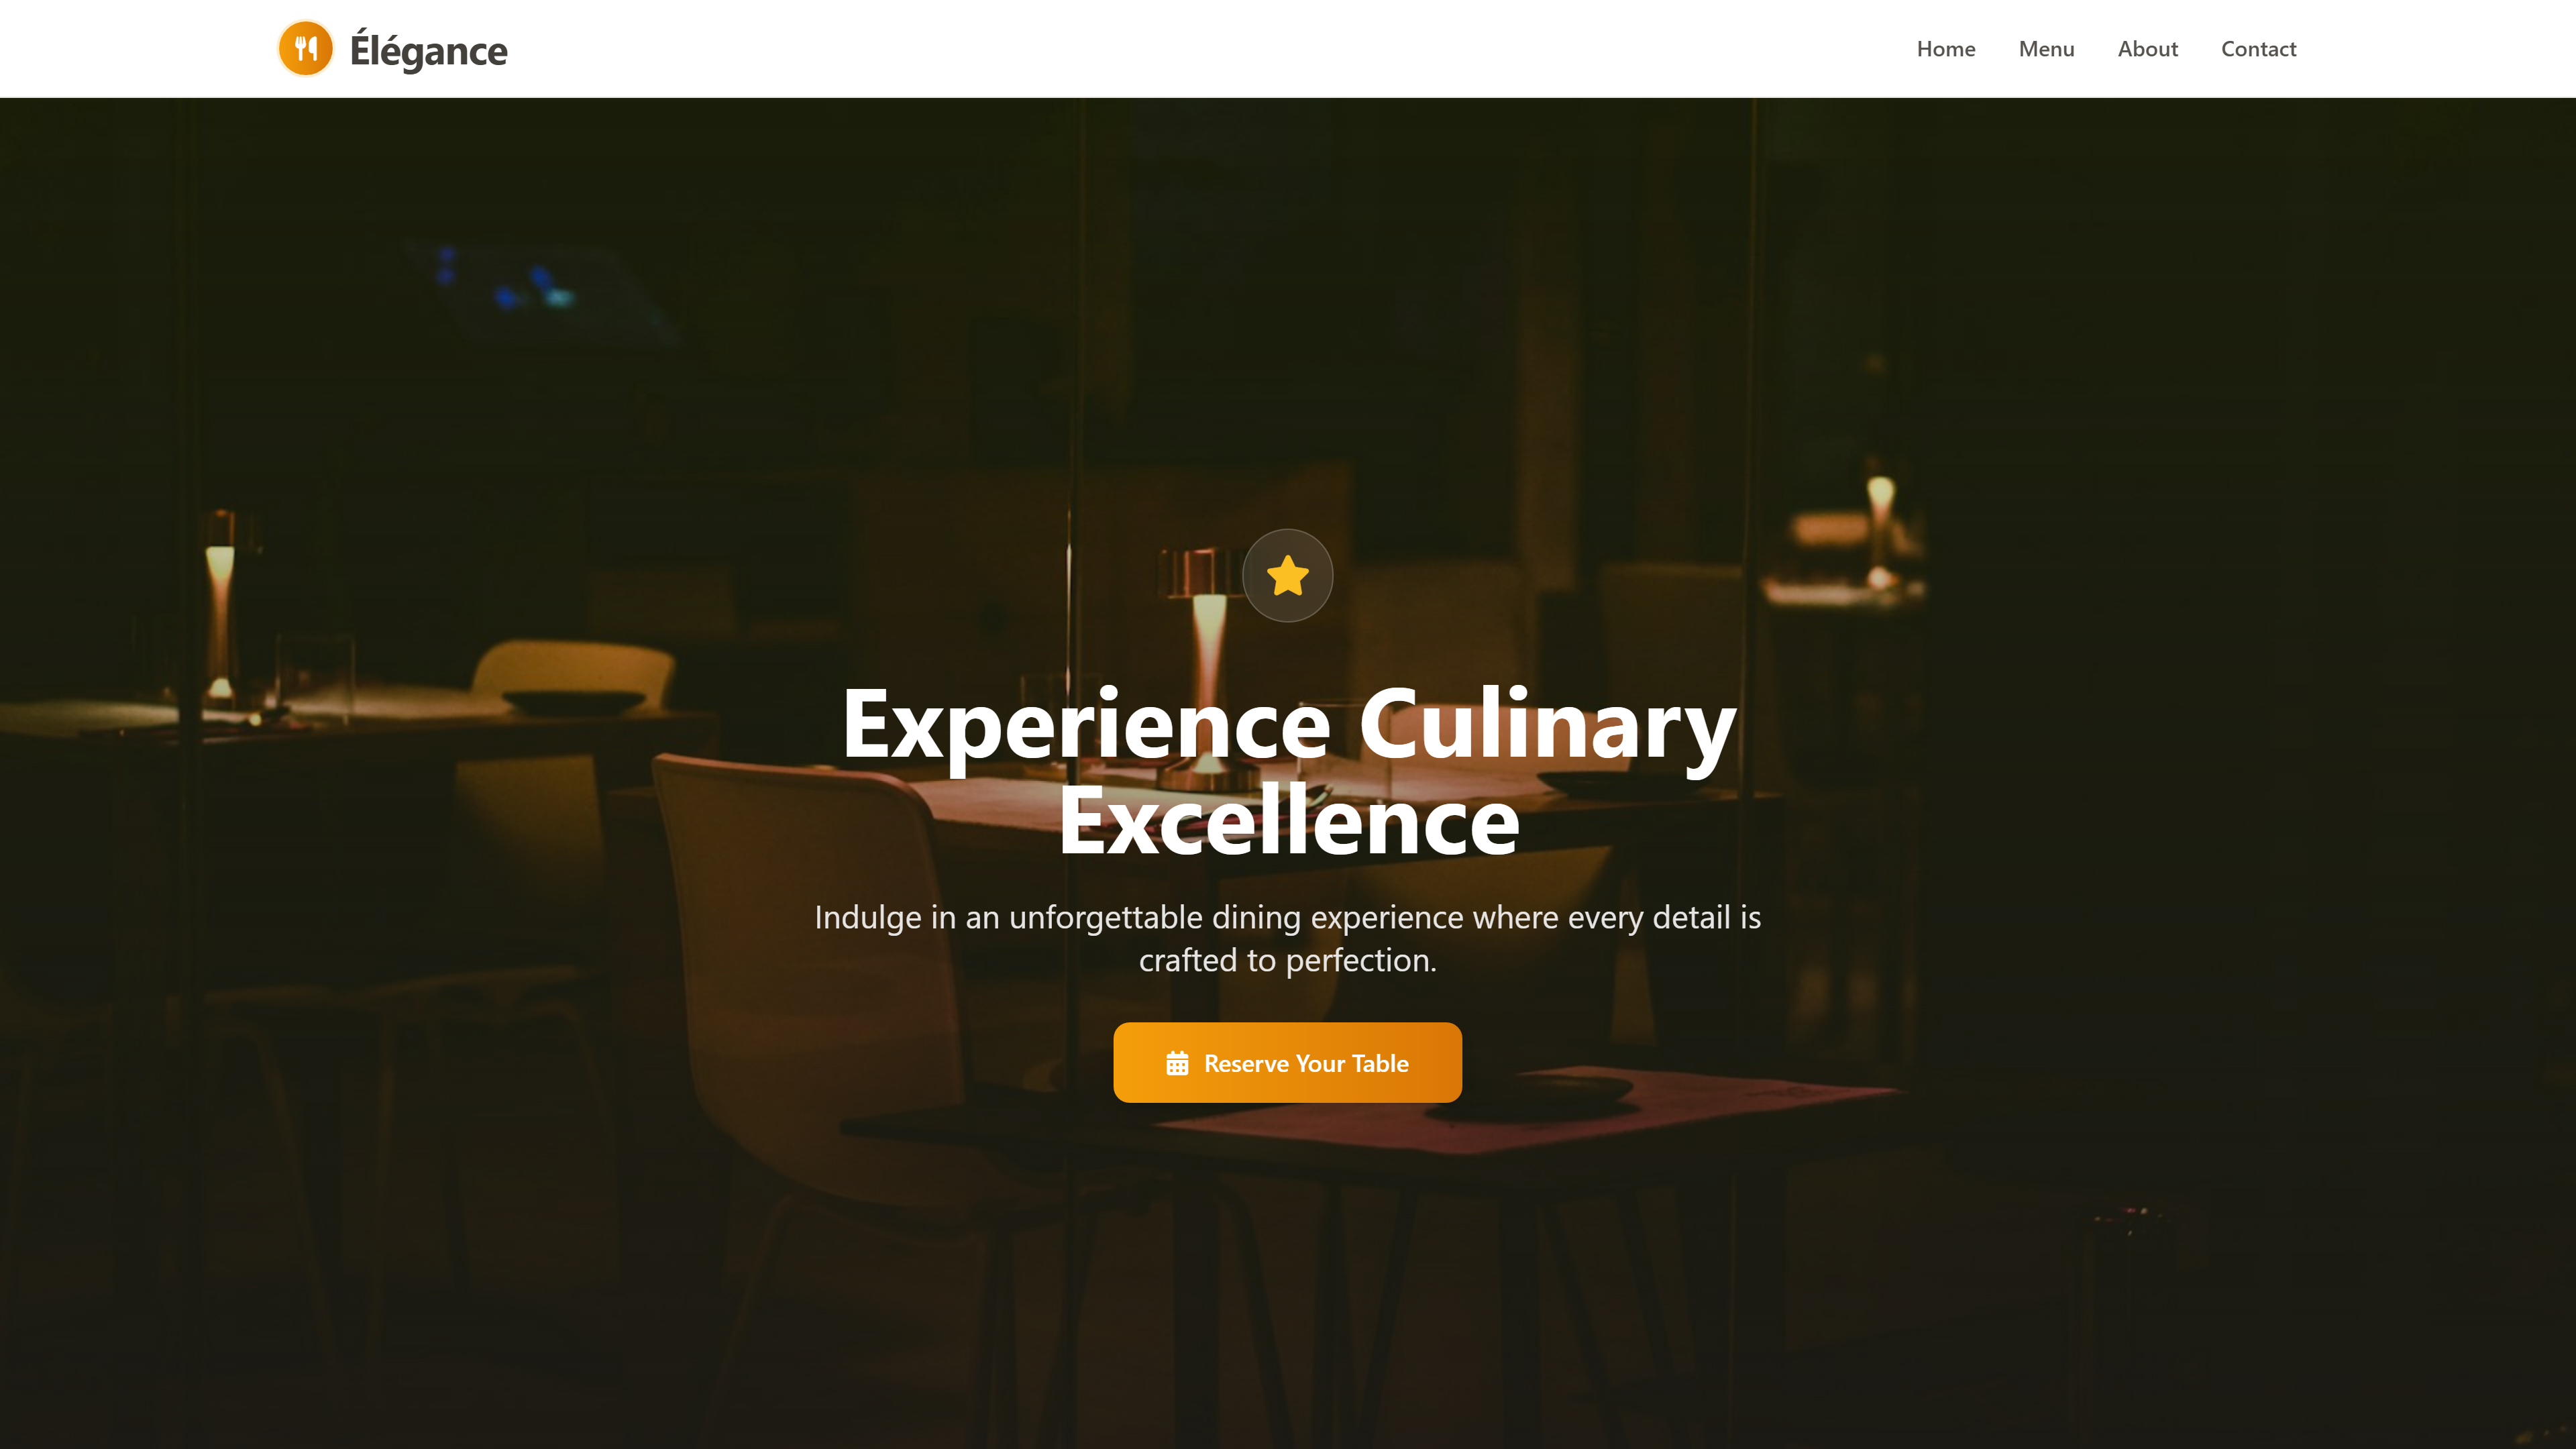 Élégance
Home
Menu
About
Contact
Experience Culinary
Excellence
Indulge in an unforgettable dining experience where every detail is
crafted to perfection.
Reserve Your Table